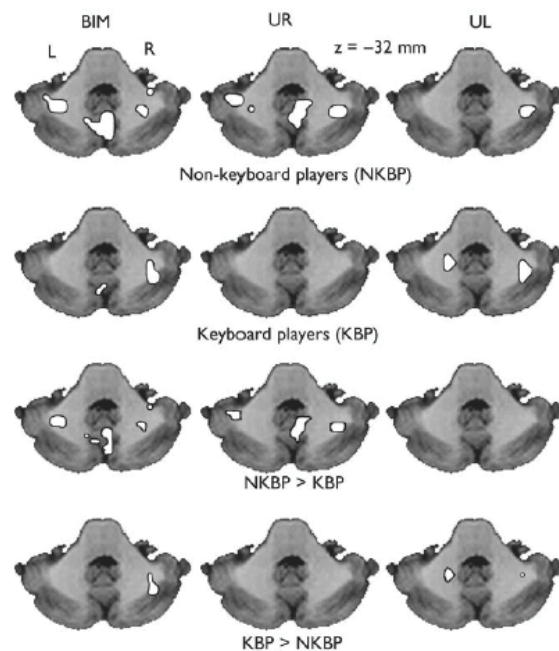 BIM UR UL
L R z = −32 mm
Non-keyboard players (NKBP)
Keyboard players (KBP)
NKBP > KBP
KBP > NKBP